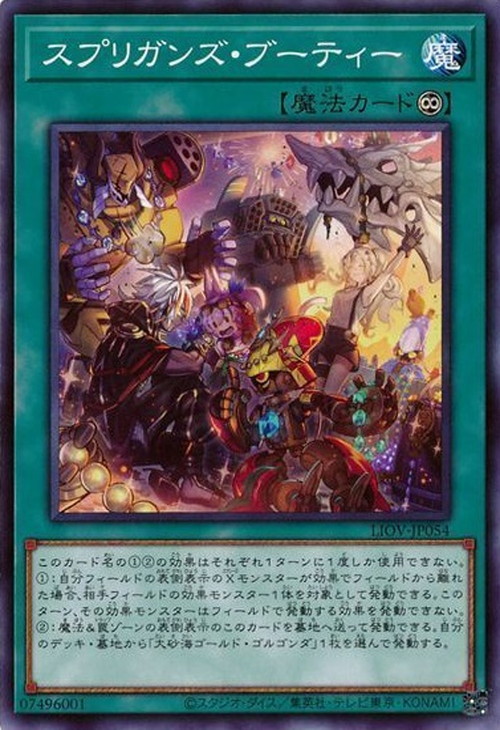 スプリガンズ・ブーティー
魔
【魔法カード】
LIOV-JP054
このカード名の①②の効果はそれぞれ1ターンに1度しか使用できない。
①:自分フィールドの表側表示のXモンスターが効果でフィールドから離れ
た場合、相手フィールドの効果モンスター1体を対象として発動できる。この
ターン、その効果モンスターはフィールドで発動する効果を発動できない。
②:魔法&罠ゾーンの表側表示のこのカードを墓地へ送って発動できる。自分
のデッキ・墓地から「大砂海ゴールド・ゴルゴンダ」1枚を選んで発動する。
07496001
©スタジオ・ダイス/集英社・テレビ東京・KONAMI